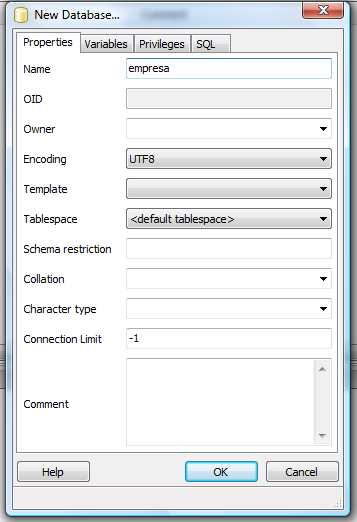 New Database...
Properties Variables Privileges SQL
Name empresa
OID
Owner
Encoding UTF8
Template
Tablespace <default tablespace>
Schema restriction
Collation
Character type
Connection Limit -1
Comment
Help OK Cancel